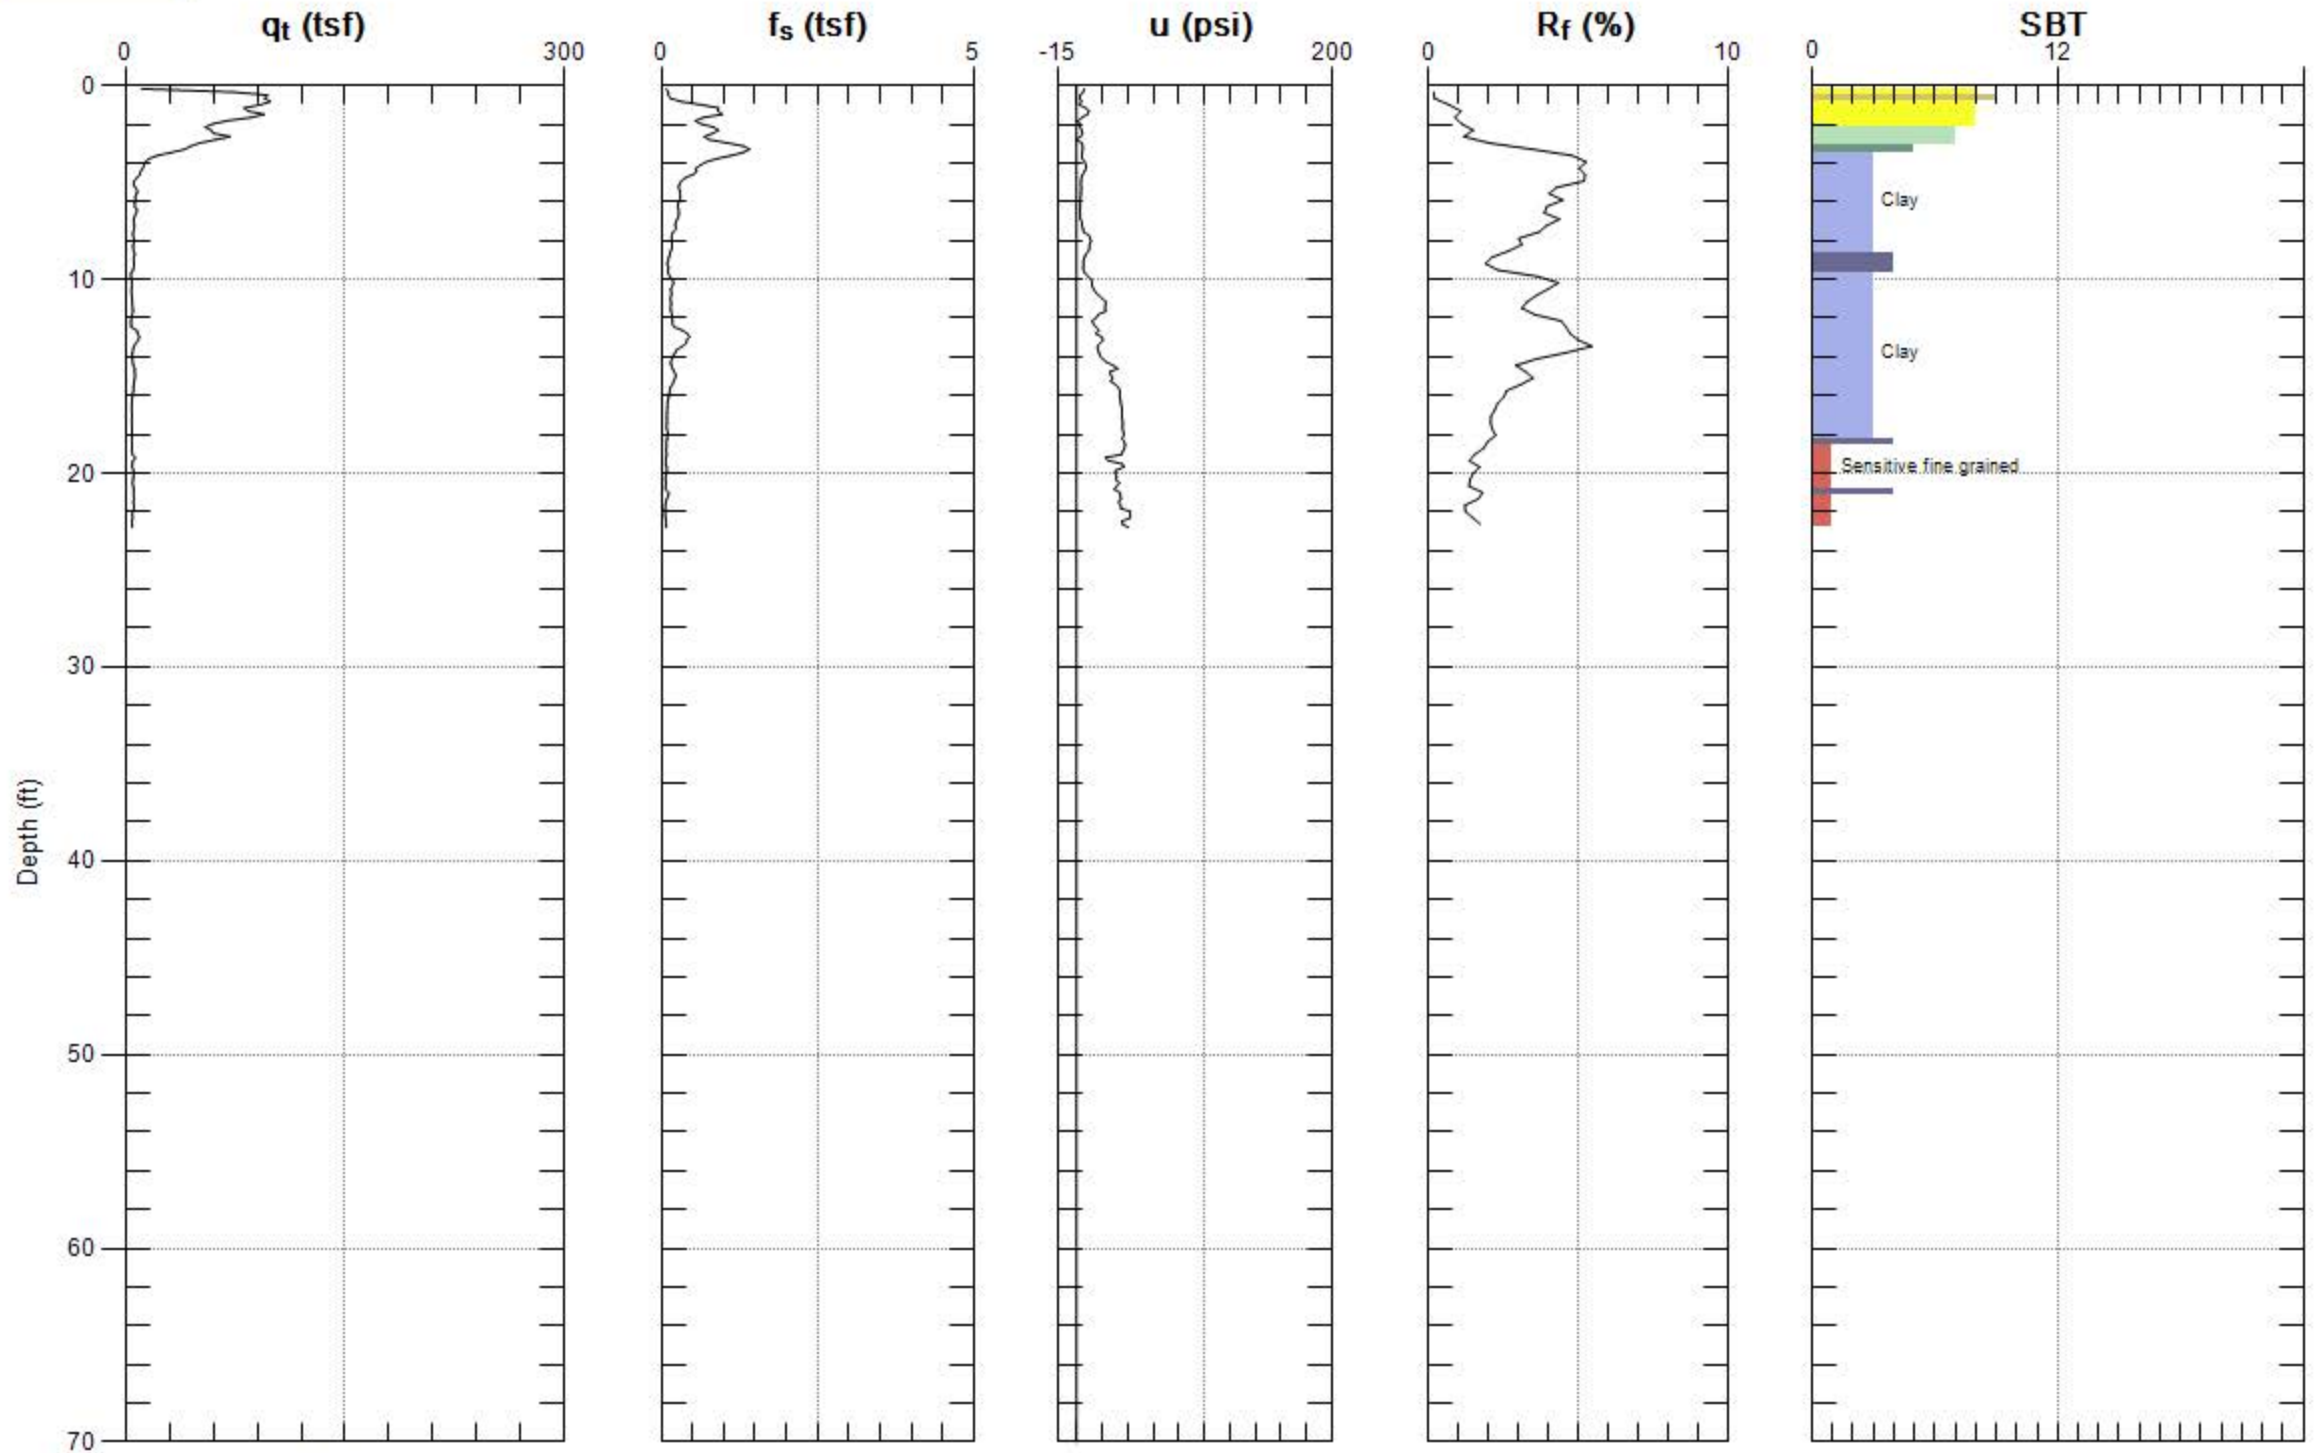 qt (tsf) fs (tsf) u (psi) Rf (%) SBT
0 300 0 5 -15 200 0 10 0 12
0
Clay
10
Clay
20 Sensitive fine grained
30
Depth (ft)
40
50
60
70